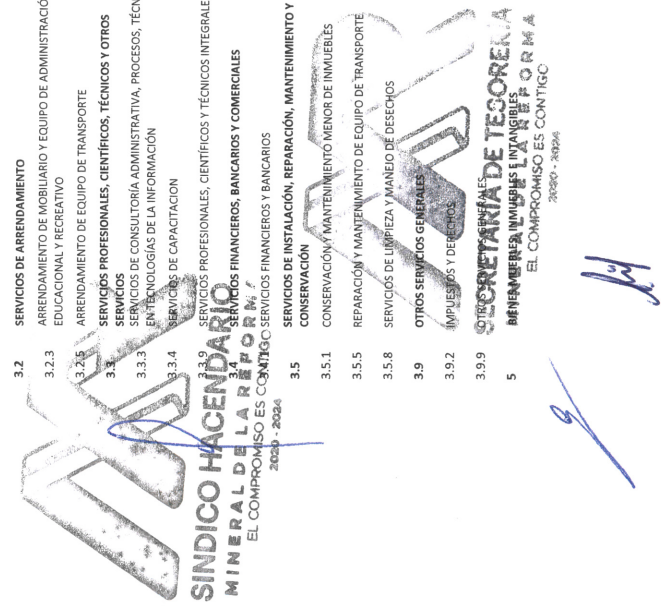 3.2 SERVICIOS DE ARRENDAMIENTO
3.2.3 ARRENDAMIENTO DE MOBILIARIO Y EQUIPO DE ADMINISTRACIÓ
EDUCACIONAL Y RECREATIVO
3.2.5 ARRENDAMIENTO DE EQUIPO DE TRANSPORTE
3.3 SERVICIOS PROFESIONALES, CIENTÍFICOS, TÉCNICOS Y OTROS
SERVICIOS
3.3.3 SERVICIOS DE CONSULTORÍA ADMINISTRATIVA, PROCESOS, TÉCN
EN TECNOLOGÍAS DE LA INFORMACIÓN
3.3.4 SERVICIOS DE CAPACITACION
3.3.9 SERVICIOS PROFESIONALES, CIENTÍFICOS Y TÉCNICOS INTEGRALE
3.4 SERVICIOS FINANCIEROS, BANCARIOS Y COMERCIALES
3.4.1 SERVICIOS FINANCIEROS Y BANCARIOS
3.5 SERVICIOS DE INSTALACIÓN, REPARACIÓN, MANTENIMIENTO Y
CONSERVACIÓN
3.5.1 CONSERVACIÓN Y MANTENIMIENTO MENOR DE INMUEBLES
3.5.5 REPARACIÓN Y MANTENIMIENTO DE EQUIPO DE TRANSPORTE
3.5.8 SERVICIOS DE LIMPIEZA Y MANEJO DE DESECHOS
3.9 OTROS SERVICIOS GENERALES
3.9.2 IMPUESTOS Y DERECHOS
3.9.9 OTROS SERVICIOS GENERALES
5 BIENES MUEBLES, INMUEBLES E INTANGIBLES
SINDICO HACENDARIO
MINERAL DE LA REFORMA
EL COMPROMISO ES CONTIGO
2020 - 2024
SECRETARÍA DE TESORERIA
MINERAL DE LA REFORMA
EL COMPROMISO ES CONTIGO
2020 - 2024